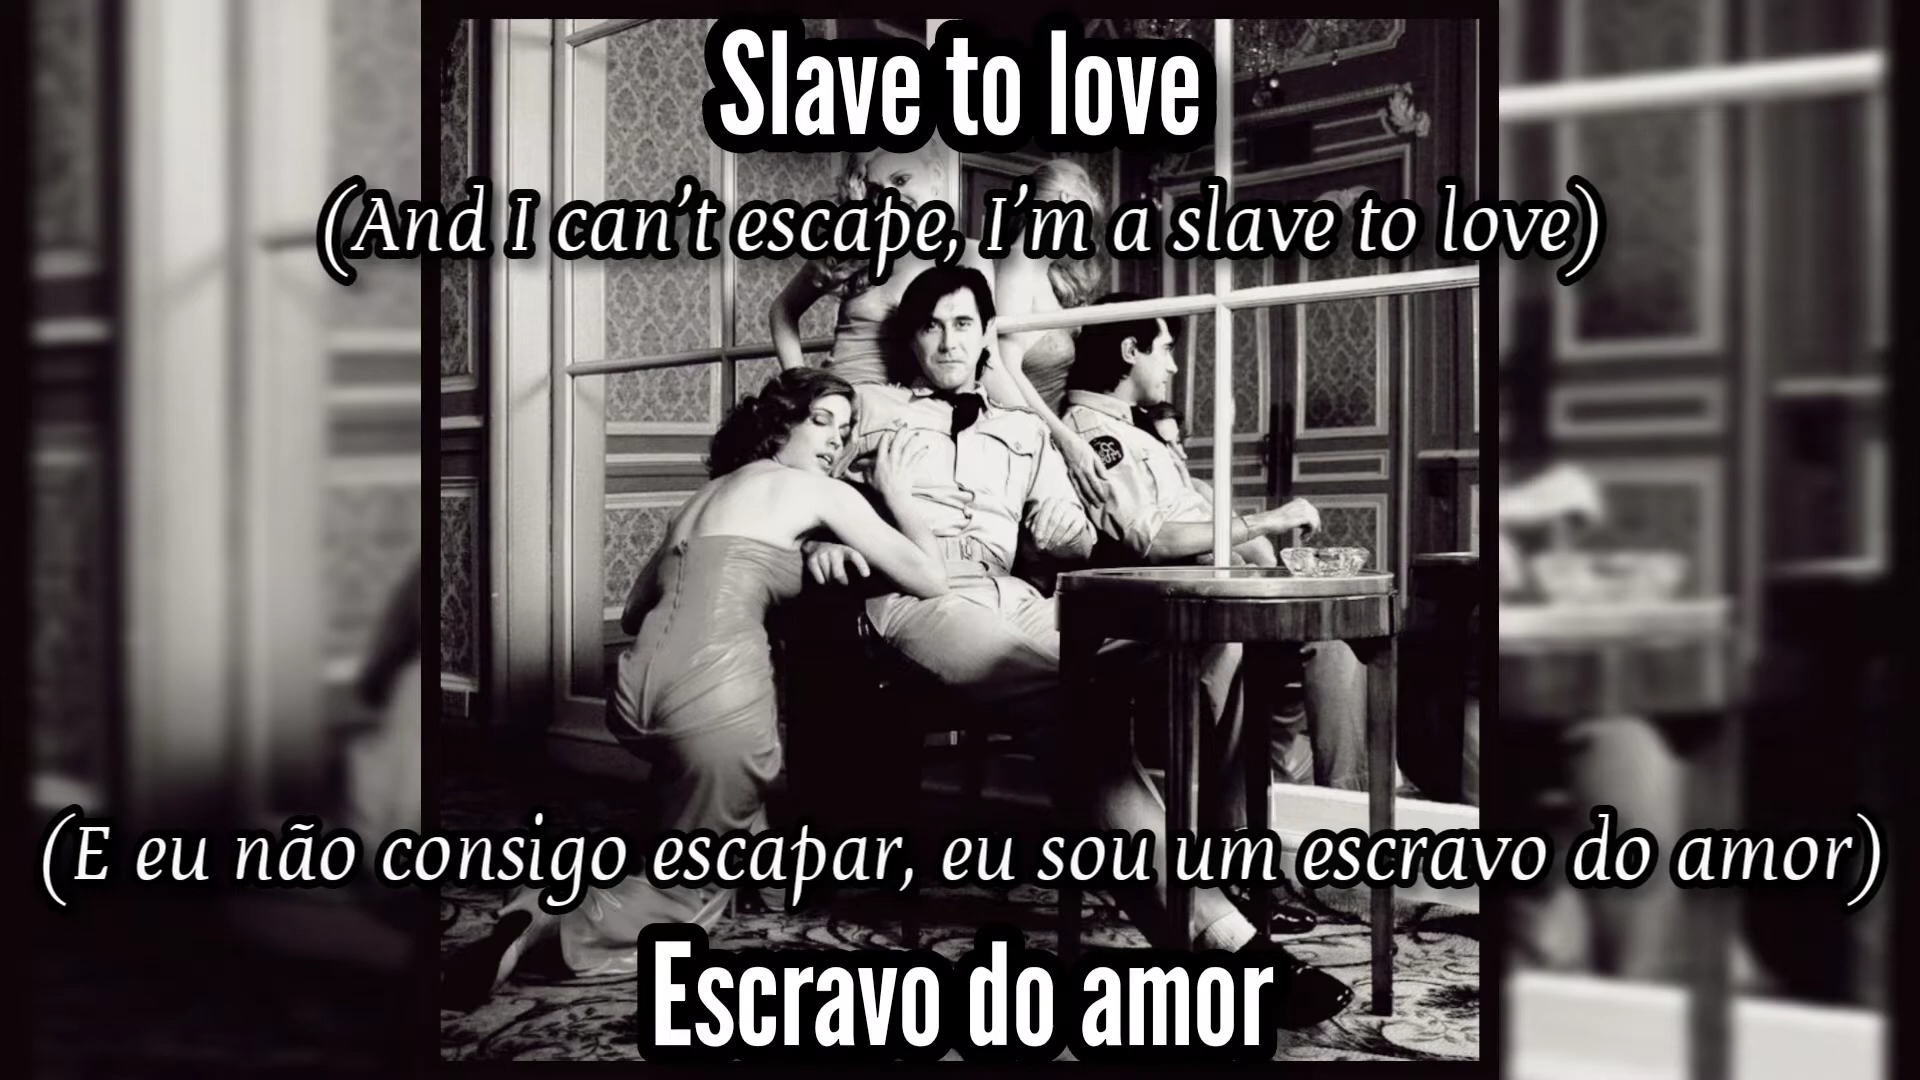 Slave to love
(And I can’t escape, I’m a slave to love)
(E eu não consigo escapar, eu sou um escravo do amor)
Escravo do amor